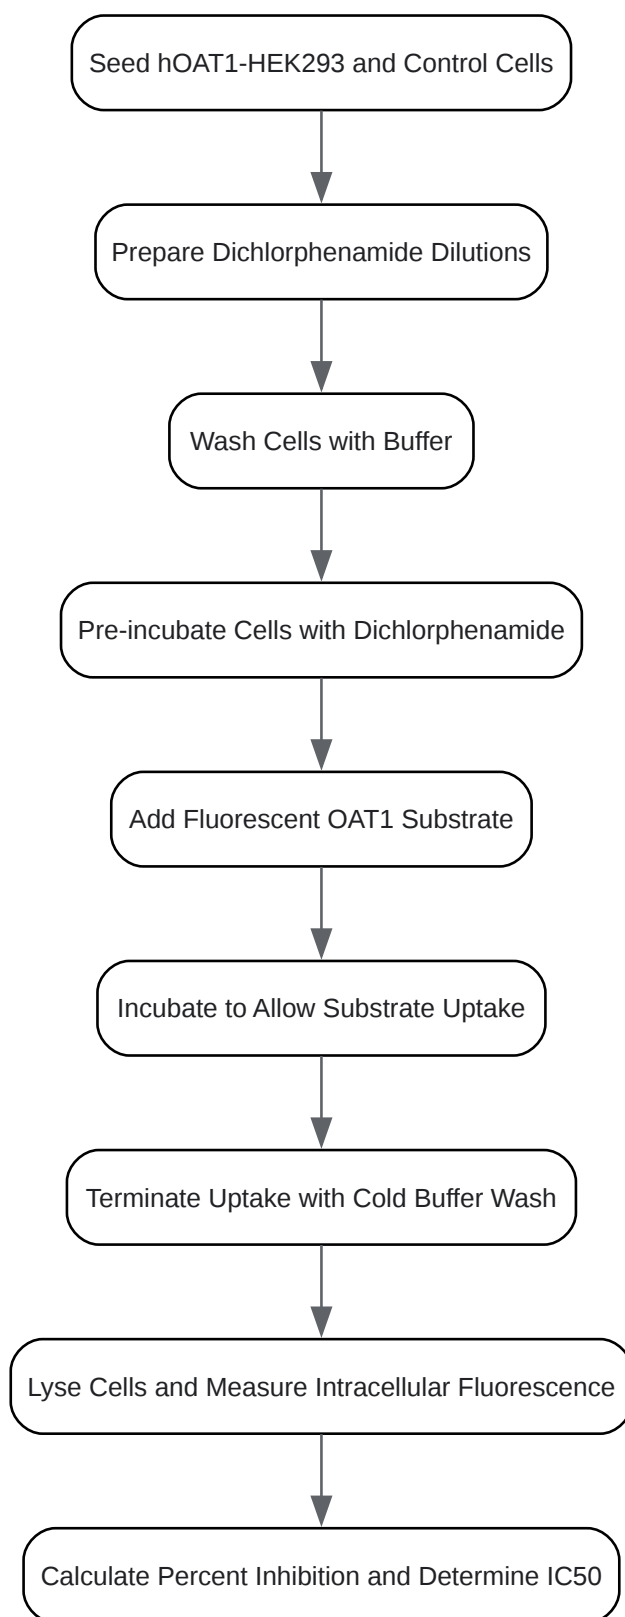 Seed hOAT1-HEK293 and Control Cells
Prepare Dichlorphenamide Dilutions
Wash Cells with Buffer
Pre-incubate Cells with Dichlorphenamide
Add Fluorescent OAT1 Substrate
Incubate to Allow Substrate Uptake
Terminate Uptake with Cold Buffer Wash
Lyse Cells and Measure Intracellular Fluorescence
Calculate Percent Inhibition and Determine IC50